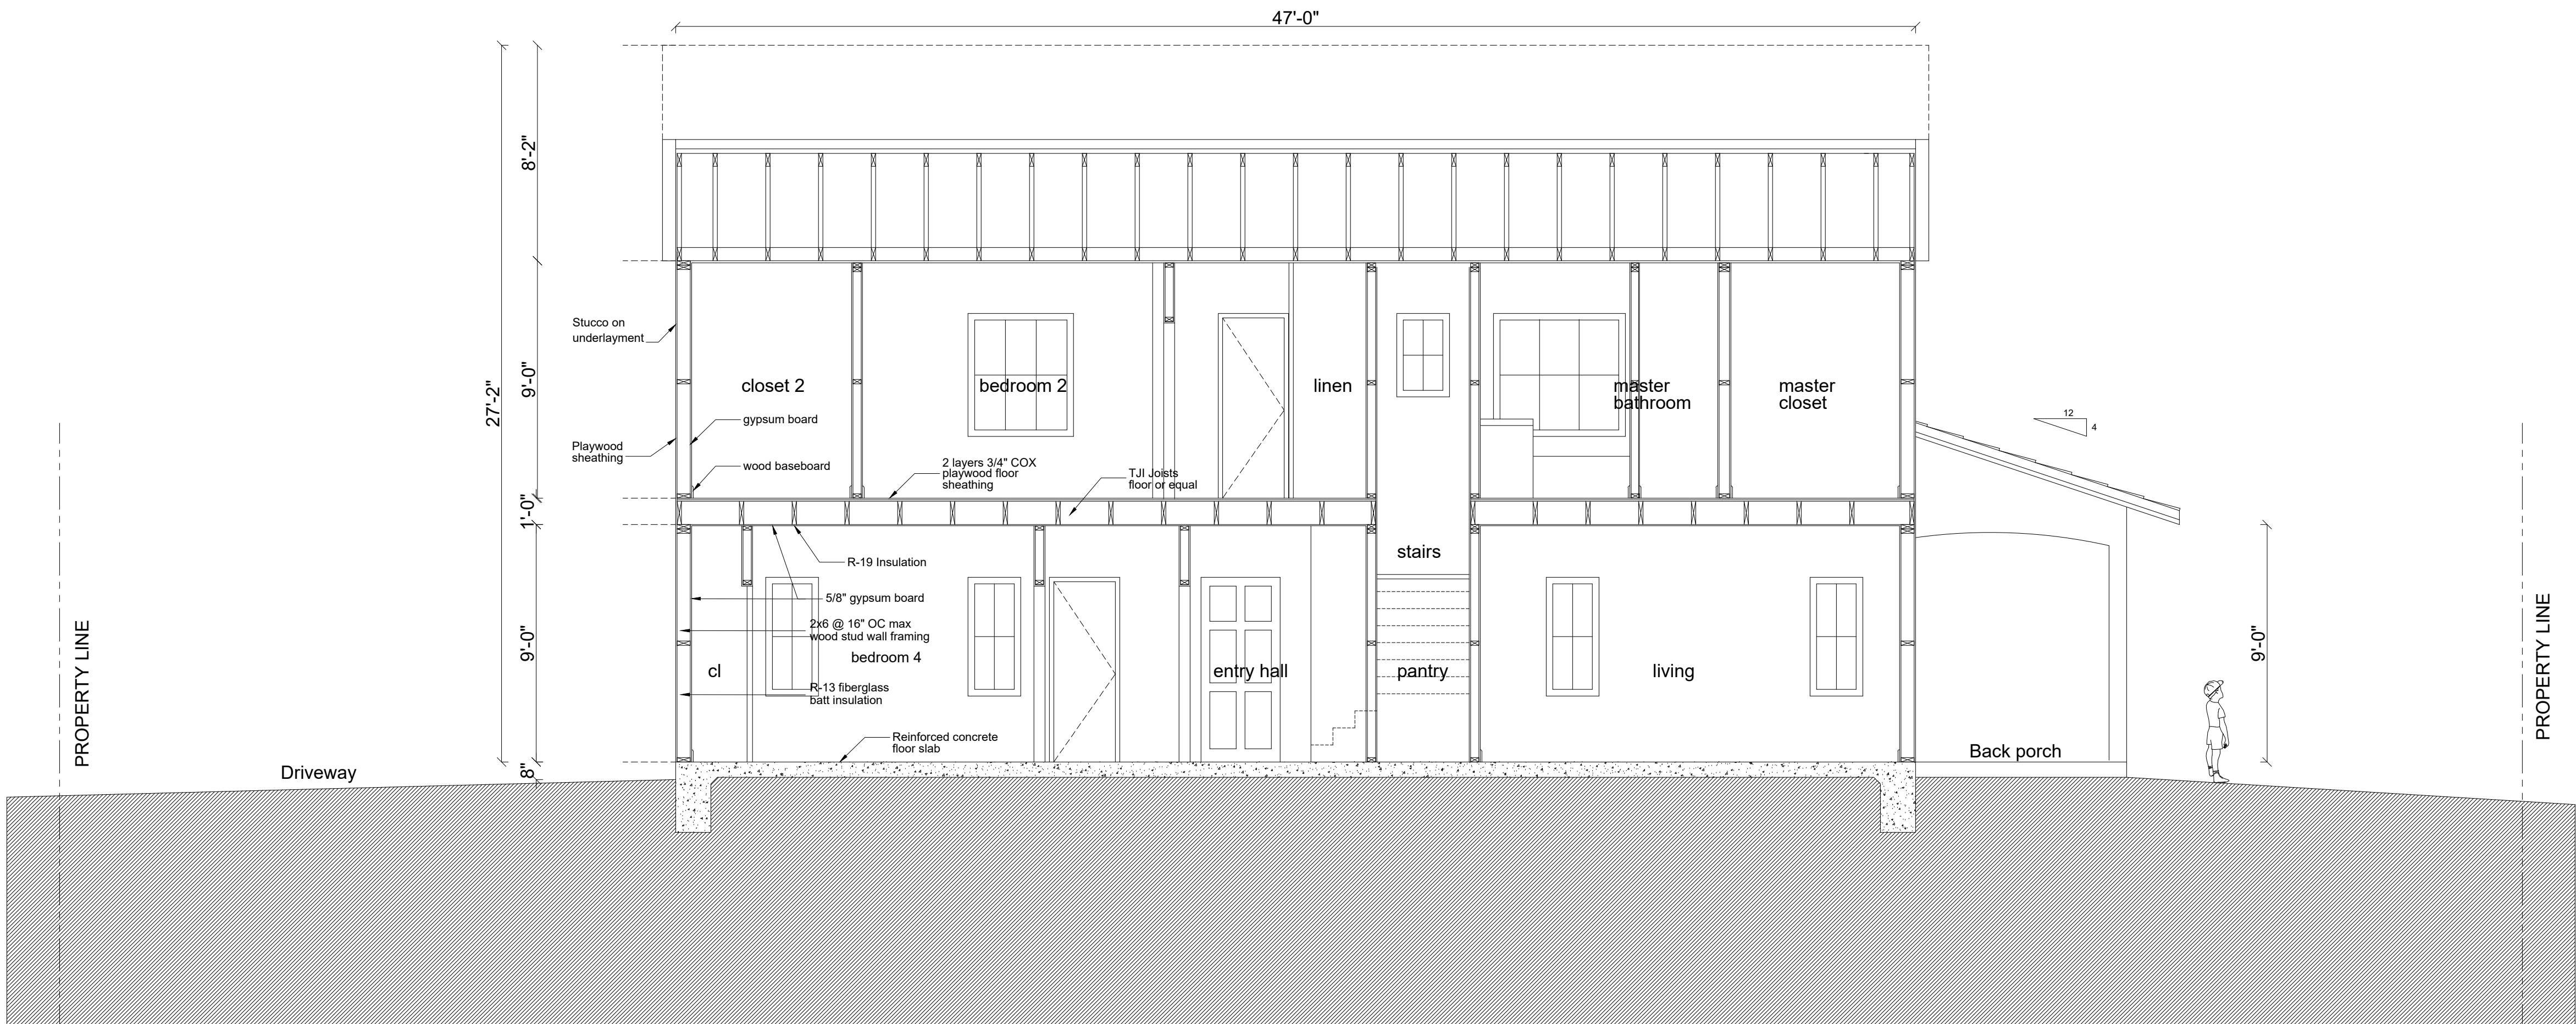 47'-0"
8'-2"
27'-2"
9'-0"
1'-0"
9'-0"
8"
Stucco on
underlayment
Playwood
sheathing
closet 2
gypsum board
wood baseboard
bedroom 2
2 layers 3/4" COX
playwood floor
sheathing
TJI Joists
floor or equal
linen
master
bathroom
master
closet
12
4
R-19 Insulation
5/8" gypsum board
2x6 @ 16" OC max
wood stud wall framing
bedroom 4
cl
R-13 fiberglass
batt insulation
Reinforced concrete
floor slab
entry hall
stairs
pantry
living
Back porch
9'-0"
Driveway
PROPERTY LINE
PROPERTY LINE